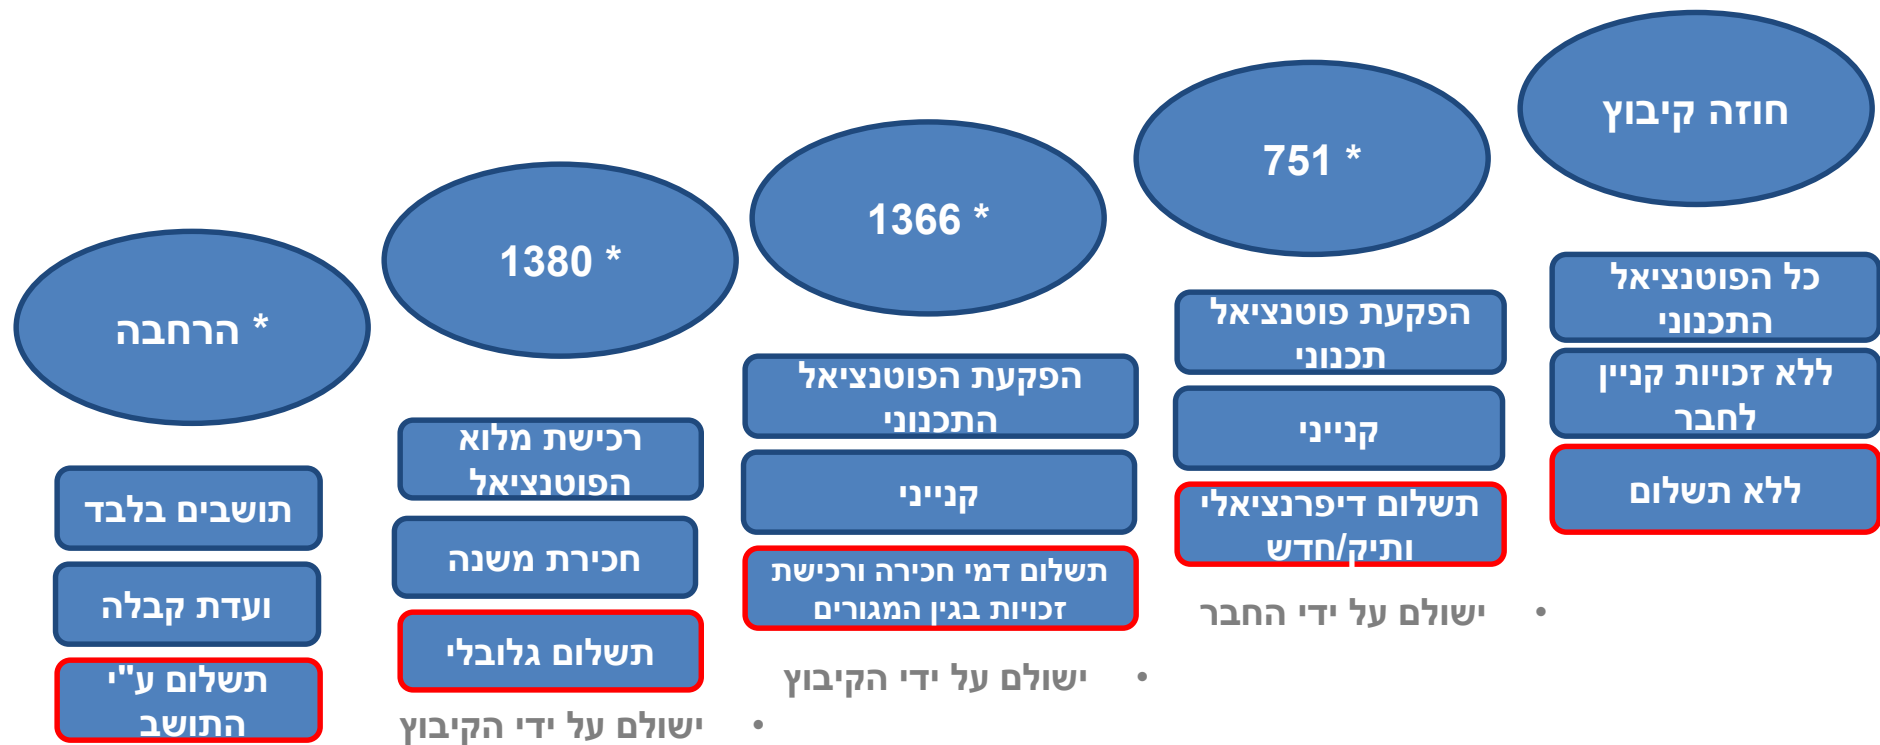 חוזה קיבוץ
כל הפוטנציאל
התכנוני
ללא זכויות קניין
לחבר
ללא תשלום
* 751
הפקעת פוטנציאל
תכנוני
קנייני
תשלום דיפרנציאלי
ותיק/חדש
• ישולם על ידי החבר
* 1366
הפקעת הפוטנציאל
התכנוני
קנייני
תשלום דמי חכירה ורכישת
זכויות בגין המגורים
• ישולם על ידי הקיבוץ
* 1380
רכישת מלוא
הפוטנציאל
חכירת משנה
תשלום גלובלי
• ישולם על ידי הקיבוץ
* הרחבה
תושבים בלבד
ועדת קבלה
תשלום ע"י
התושב